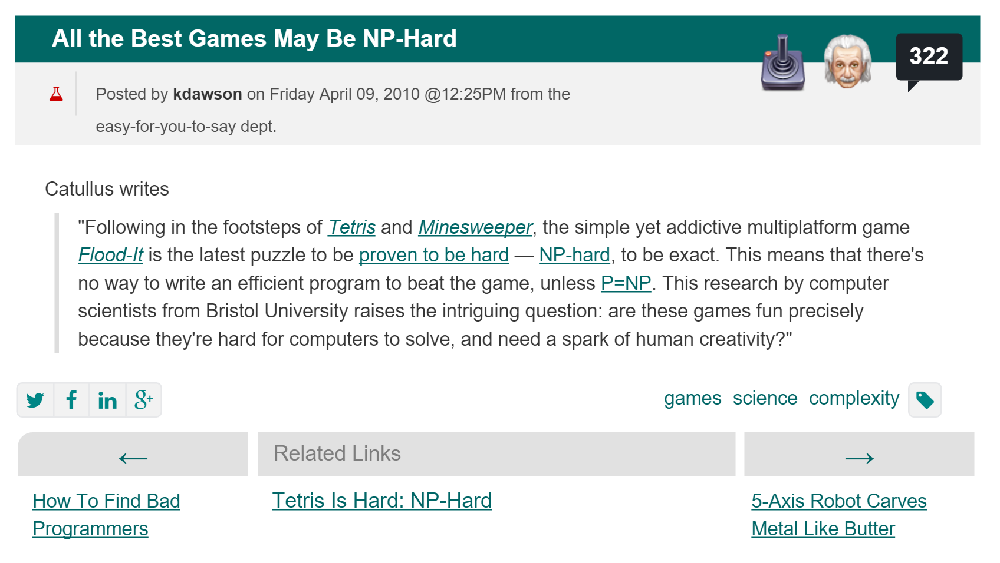 All the Best Games May Be NP-Hard
322
Posted by kdawson on Friday April 09, 2010 @12:25PM from the
easy-for-you-to-say dept.
Catullus writes
"Following in the footsteps of Tetris and Minesweeper, the simple yet addictive multiplatform game
Flood-It is the latest puzzle to be proven to be hard — NP-hard, to be exact. This means that there's
no way to write an efficient program to beat the game, unless P=NP. This research by computer
scientists from Bristol University raises the intriguing question: are these games fun precisely
because they're hard for computers to solve, and need a spark of human creativity?"
f in g+
games science complexity
← Related Links →
How To Find Bad
Programmers
Tetris Is Hard: NP-Hard
5-Axis Robot Carves
Metal Like Butter